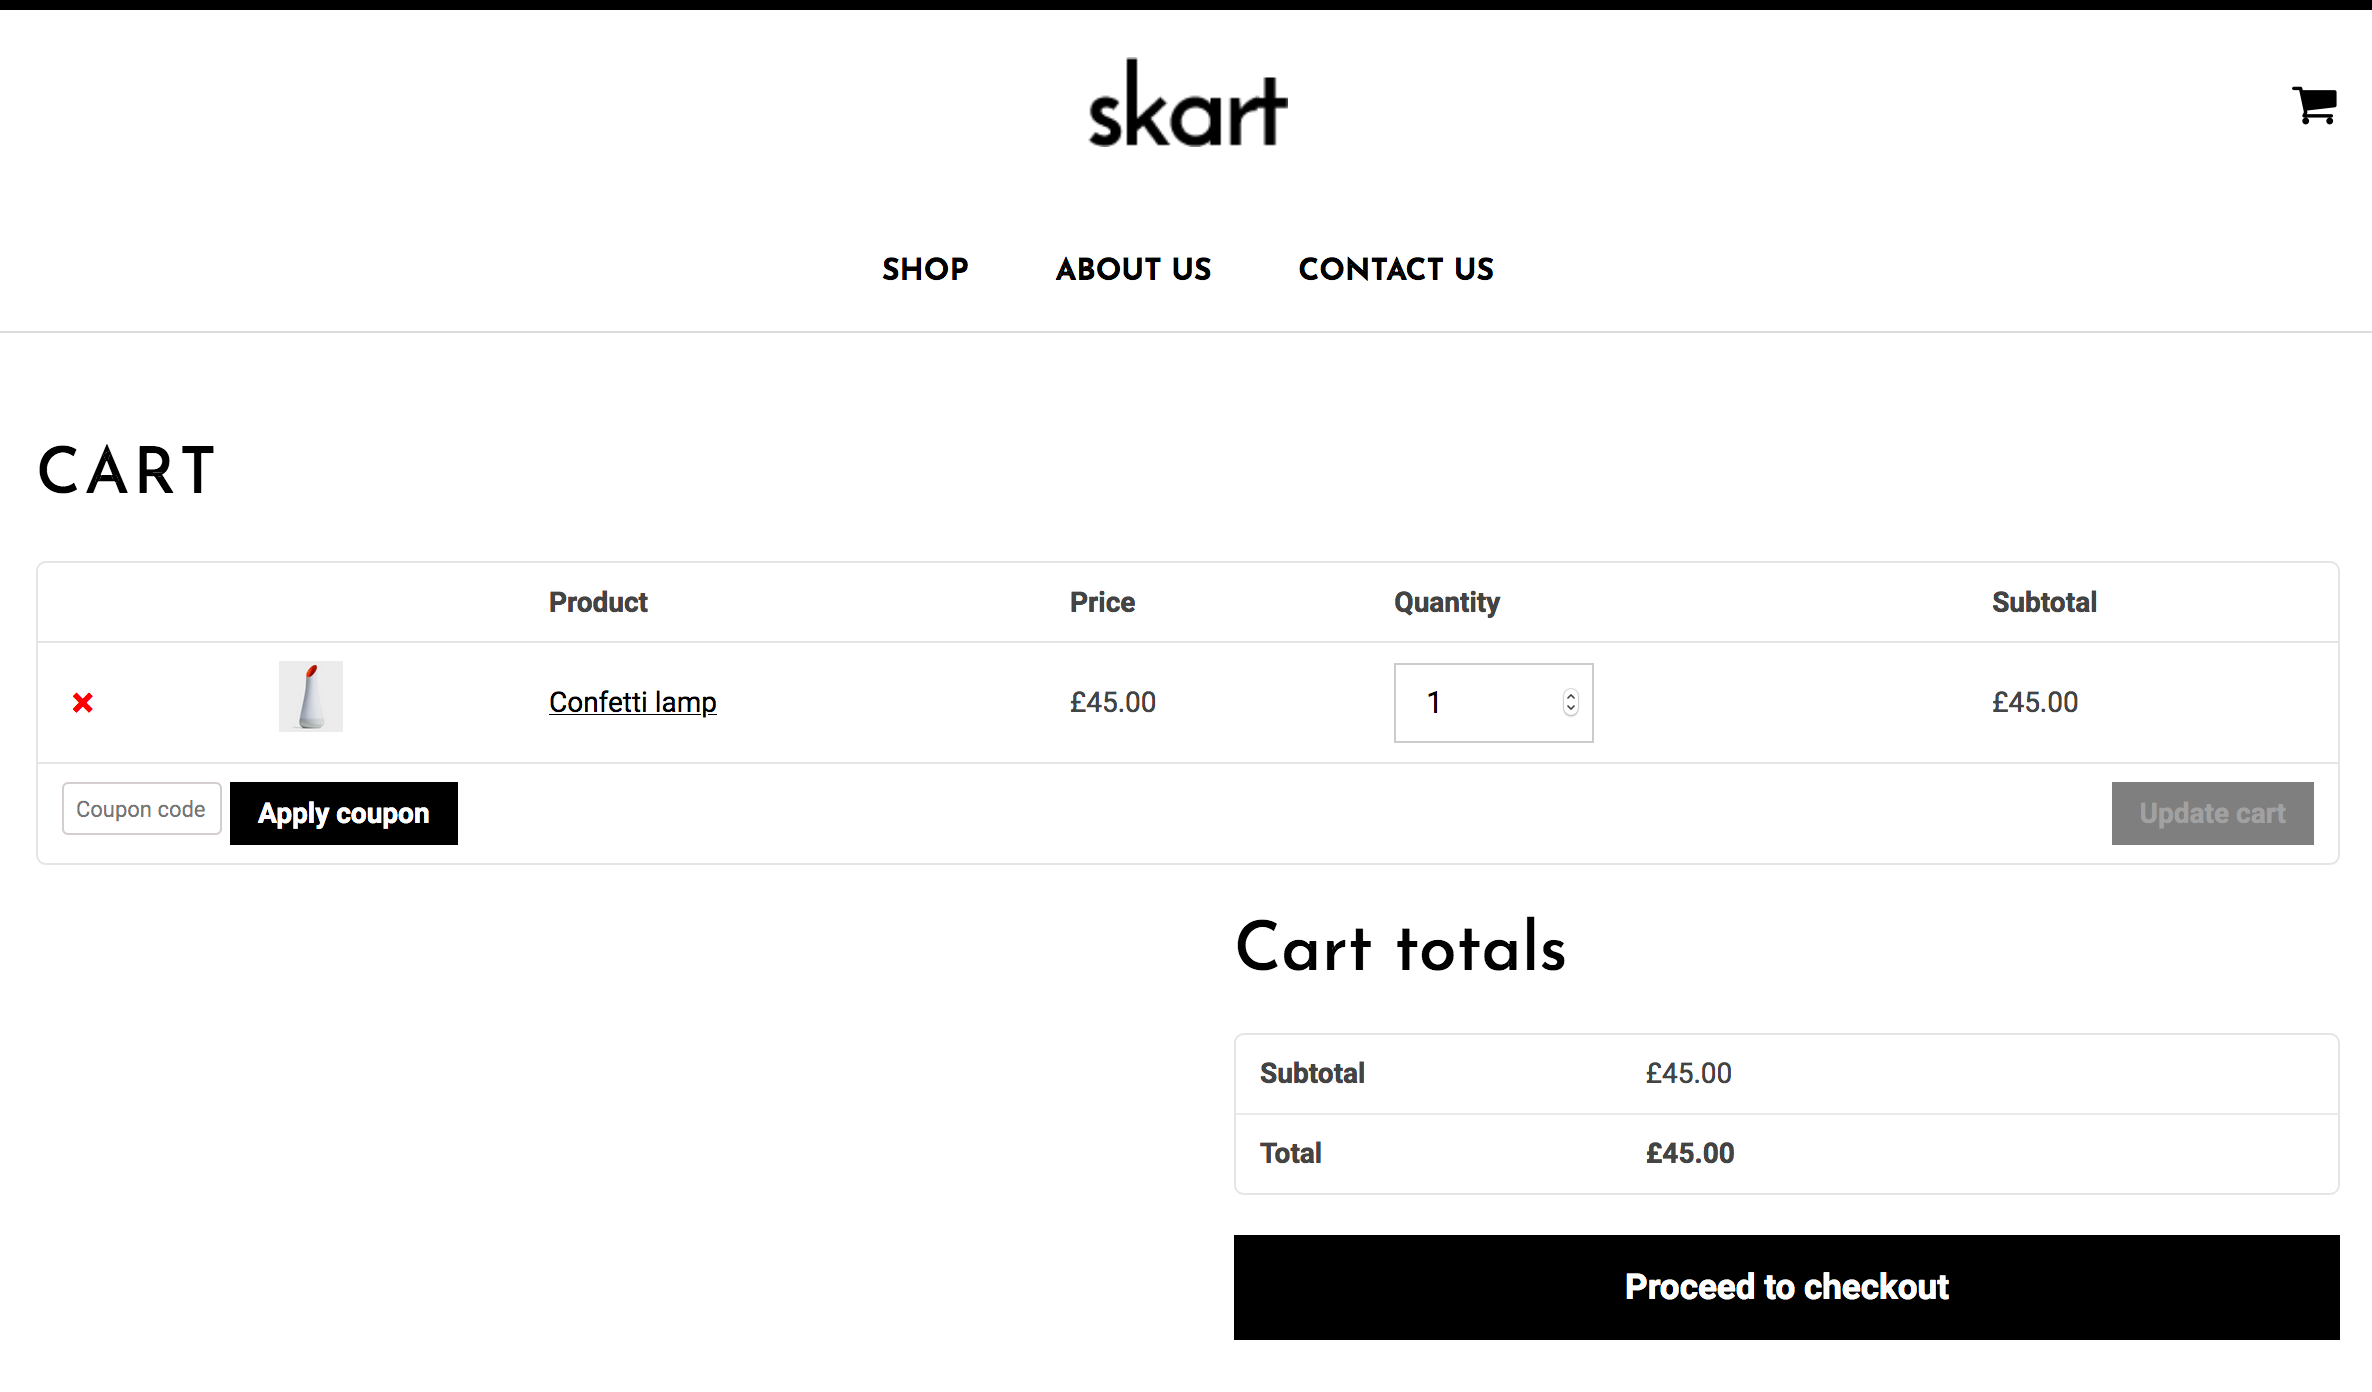 skart
SHOP ABOUT US CONTACT US
CART
Product Price Quantity Subtotal
Confetti lamp £45.00 1 £45.00
Coupon code Apply coupon Update cart
Cart totals
Subtotal £45.00
Total £45.00
Proceed to checkout